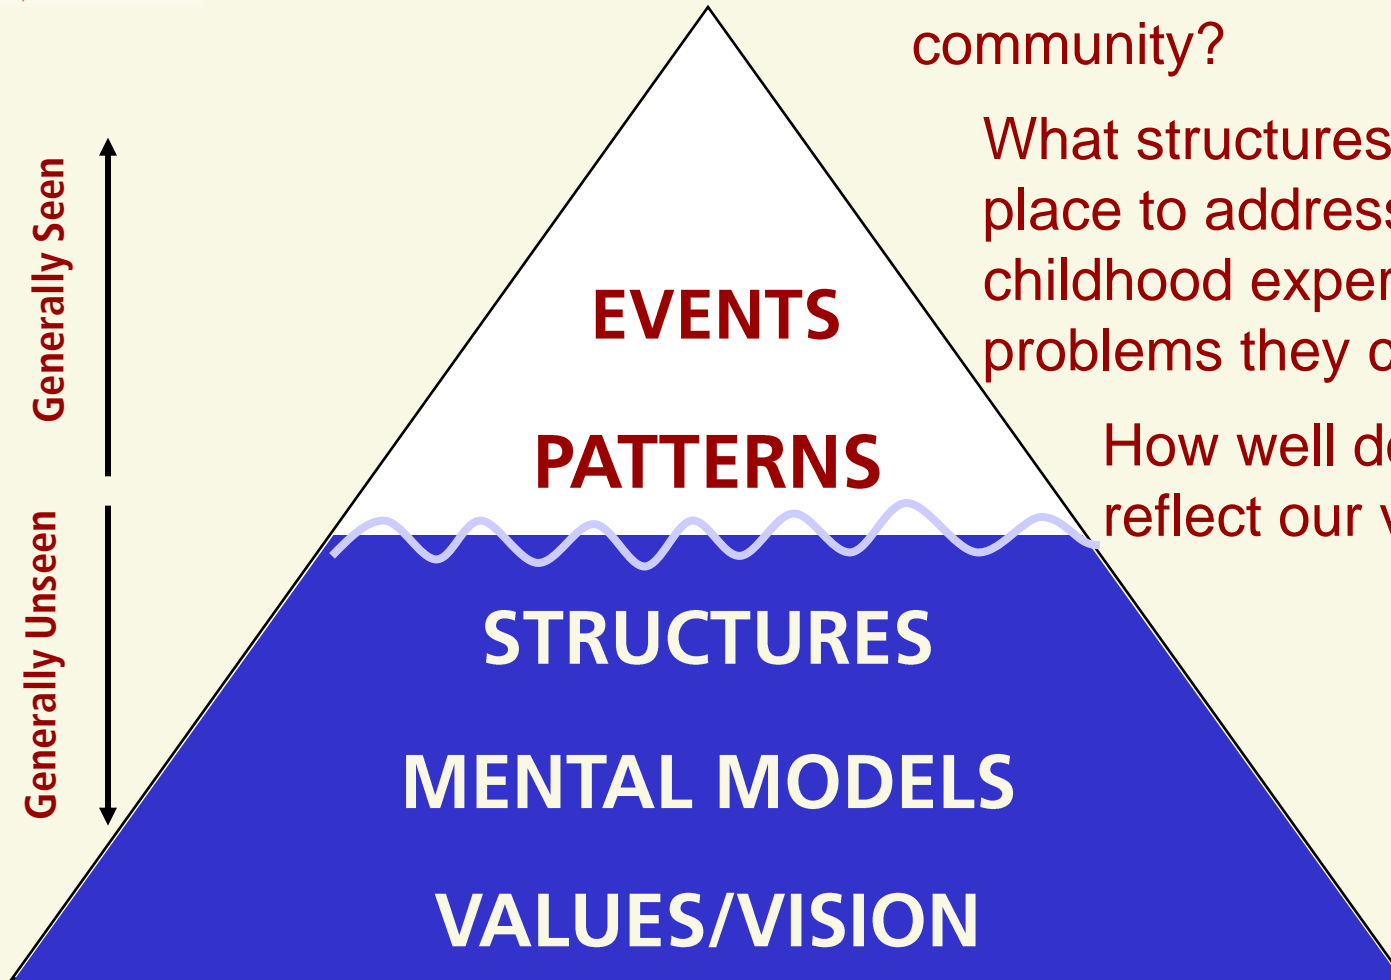 community?
What structures
place to address
childhood exper
problems they c
How well do
reflect our v
Generally Seen
Generally Unseen
EVENTS
PATTERNS
STRUCTURES
MENTAL MODELS
VALUES/VISION